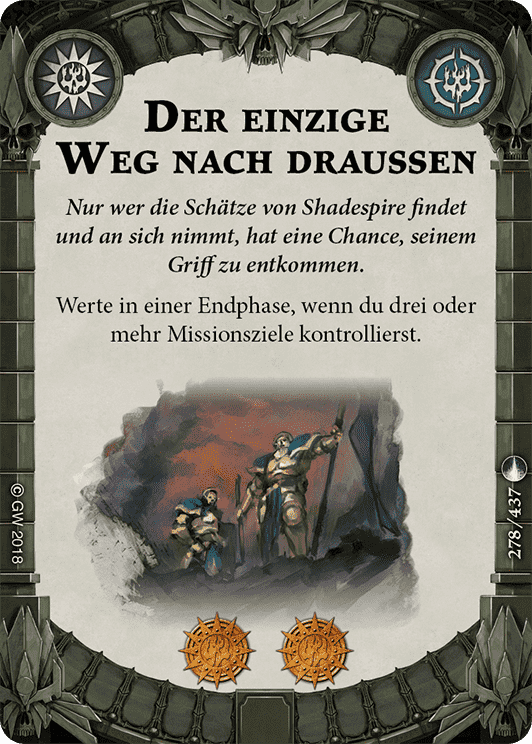 Der einzige
Weg nach draussen
Nur wer die Schätze von Shadespire findet
und an sich nimmt, hat eine Chance, seinem
Griff zu entkommen.
Werte in einer Endphase, wenn du drei oder
mehr Missionsziele kontrollierst.
© GW 2018
278/437